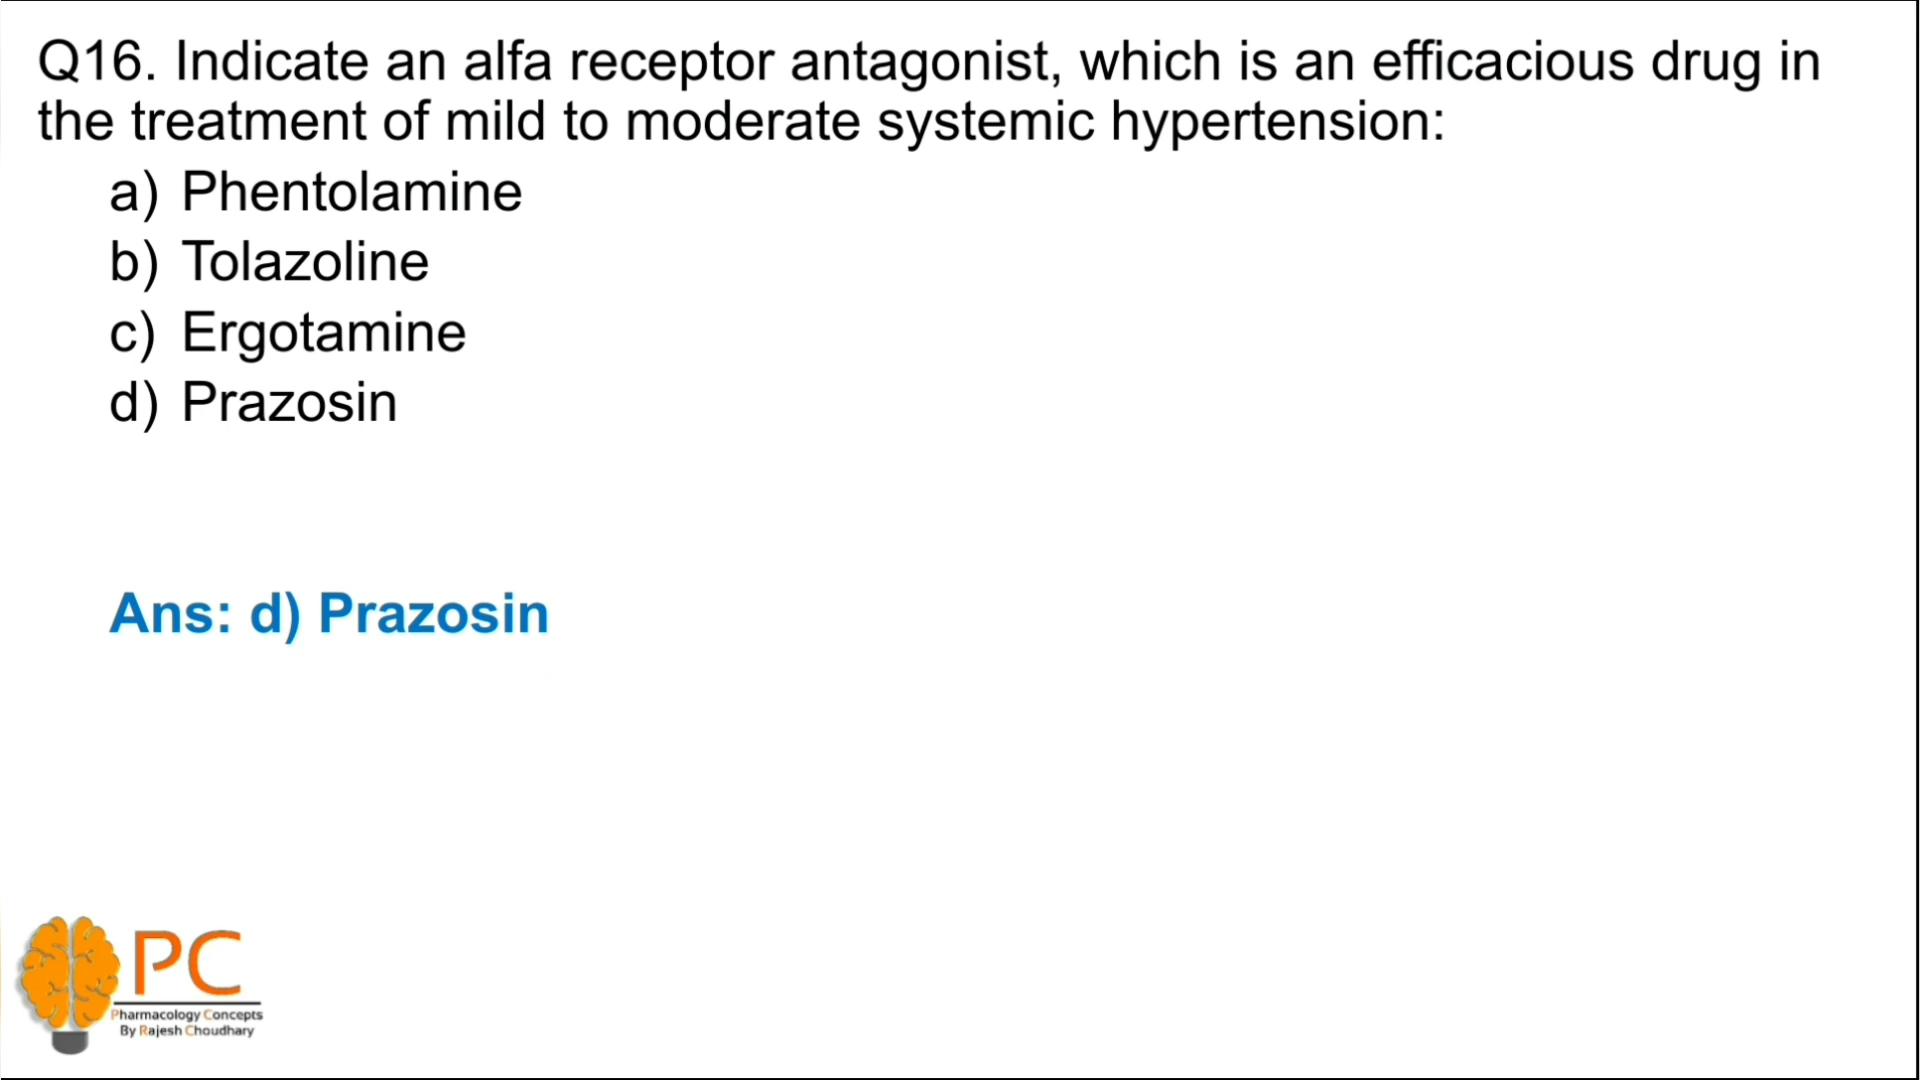 Q16. Indicate an alfa receptor antagonist, which is an efficacious drug in
the treatment of mild to moderate systemic hypertension:
a) Phentolamine
b) Tolazoline
c) Ergotamine
d) Prazosin
Ans: d) Prazosin
PC
Pharmacology Concepts
By Rajesh Choudhary